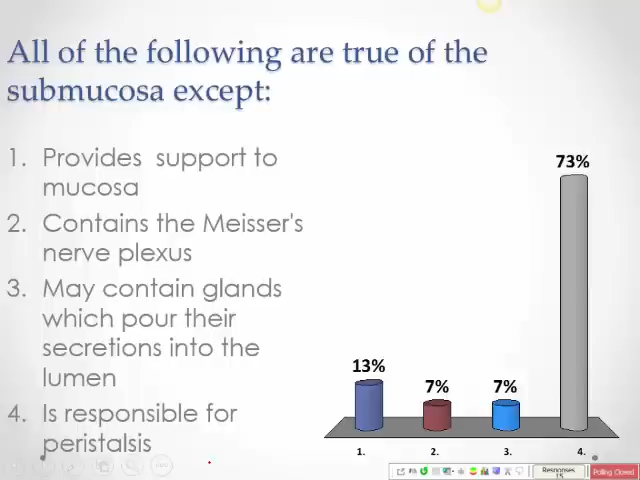 All of the following are true of the
submucosa except:
1. Provides support to
mucosa
2. Contains the Meisser's
nerve plexus
3. May contain glands
which pour their
secretions into the
lumen
4. Is responsible for
peristalsis
73%
13%
7%
7%
1.
2.
3.
4.
Responses
15
Polling Closed